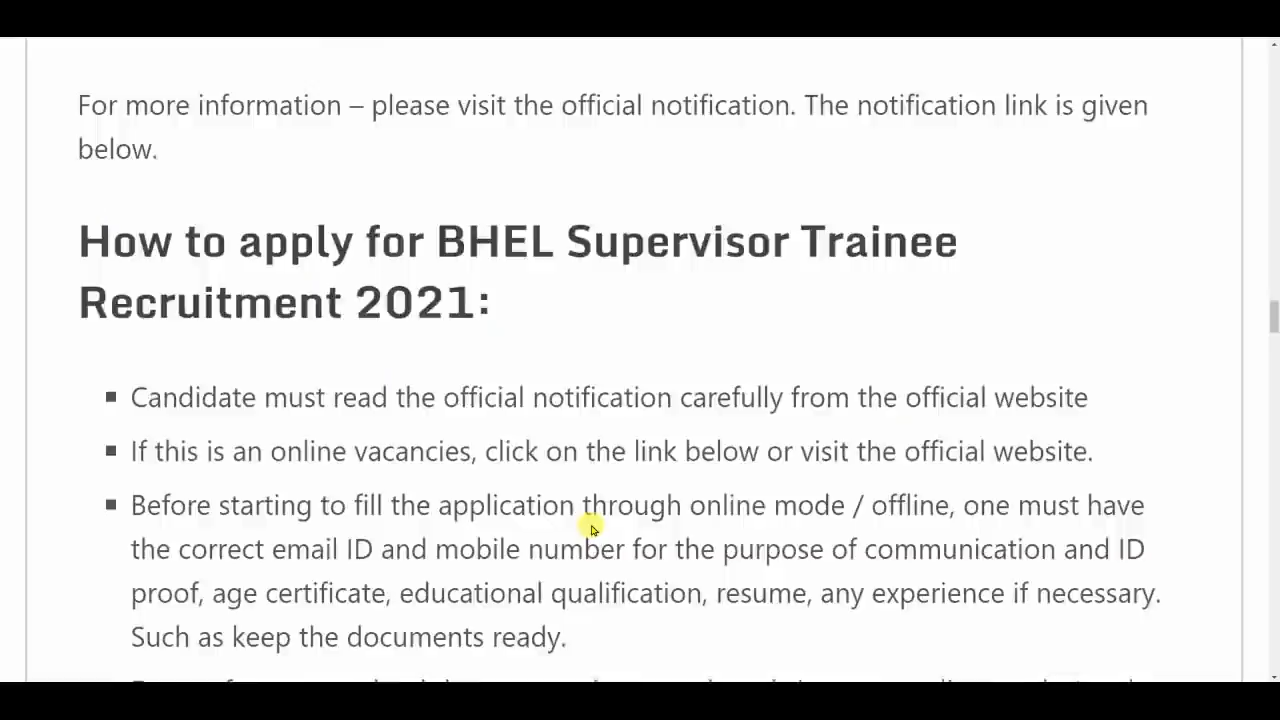 For more information – please visit the official notification. The notification link is given
below.
How to apply for BHEL Supervisor Trainee
Recruitment 2021:
Candidate must read the official notification carefully from the official website
If this is an online vacancies, click on the link below or visit the official website.
Before starting to fill the application through online mode / offline, one must have
the correct email ID and mobile number for the purpose of communication and ID
proof, age certificate, educational qualification, resume, any experience if necessary.
Such as keep the documents ready.